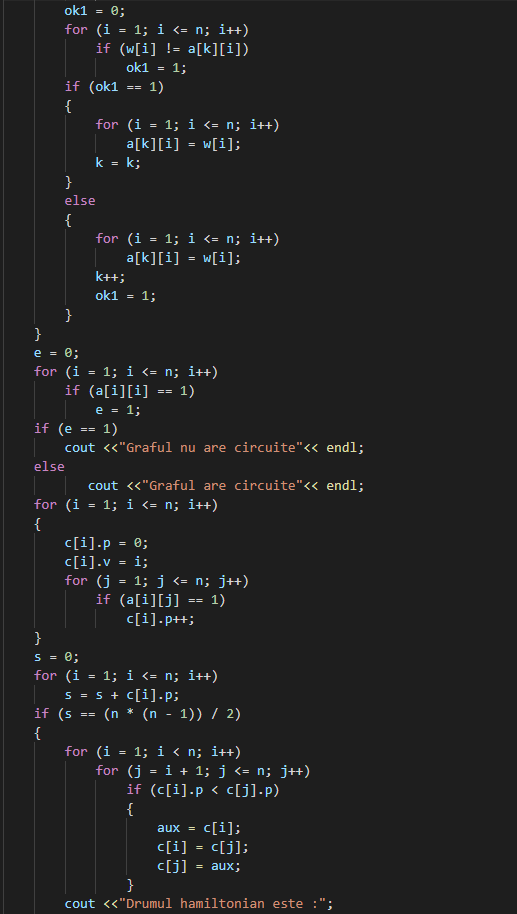 ok1 = 0;
for (i = 1; i <= n; i++)
if (w[i] != a[k][i])
ok1 = 1;
if (ok1 == 1)
{
for (i = 1; i <= n; i++)
a[k][i] = w[i];
k = k;
}
else
{
for (i = 1; i <= n; i++)
a[k][i] = w[i];
k++;
ok1 = 1;
}
}
e = 0;
for (i = 1; i <= n; i++)
if (a[i][i] == 1)
e = 1;
if (e == 1)
cout <<"Graful nu are circuite"<< endl;
else
cout <<"Graful are circuite"<< endl;
for (i = 1; i <= n; i++)
{
c[i].p = 0;
c[i].v = i;
for (j = 1; j <= n; j++)
if (a[i][j] == 1)
c[i].p++;
}
s = 0;
for (i = 1; i <= n; i++)
s = s + c[i].p;
if (s == (n * (n - 1)) / 2)
{
for (i = 1; i < n; i++)
for (j = i + 1; j <= n; j++)
if (c[i].p < c[j].p)
{
aux = c[i];
c[i] = c[j];
c[j] = aux;
}
cout <<"Drumul hamiltonian este :";